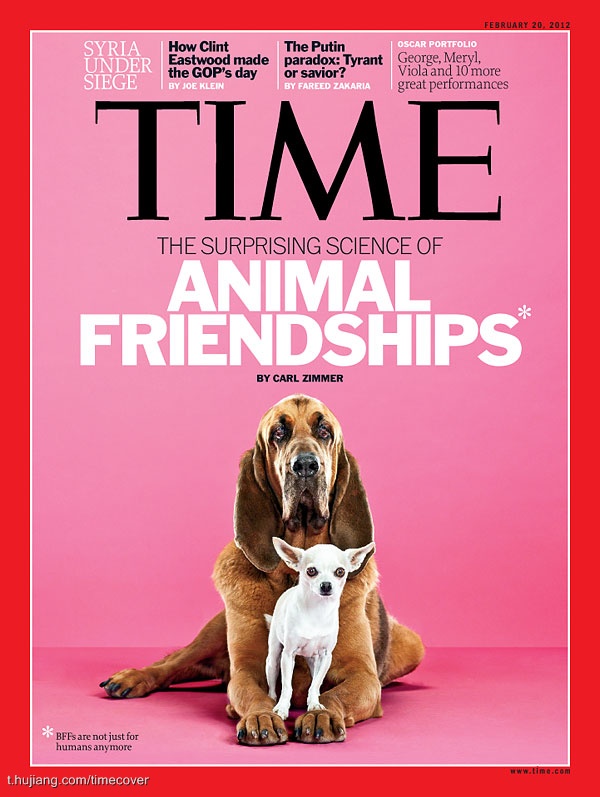 FEBRUARY 20, 2012
SYRIA
UNDER
SIEGE
How Clint
Eastwood made
the GOP's day
BY JOE KLEIN
The Putin
paradox: Tyrant
or savior?
BY FAREED ZAKARIA
OSCAR PORTFOLIO
George, Meryl,
Viola and 10 more
great performances
TIME
THE SURPRISING SCIENCE OF
ANIMAL
FRIENDSHIPS*
BY CARL ZIMMER
* BFFs are not just for
humans anymore
t.hujiang.com/timecover
www.time.com